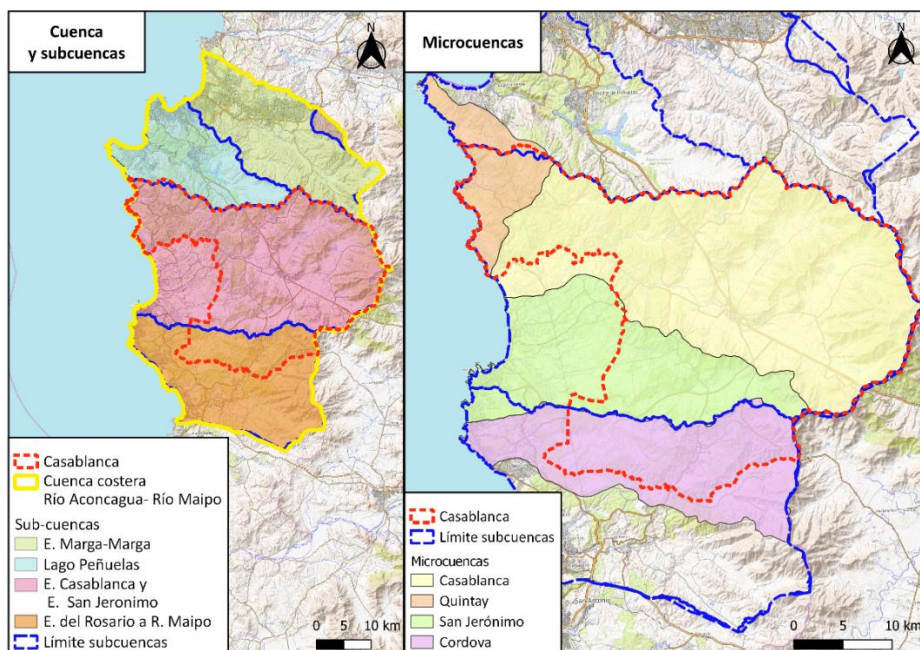 Cuenca
y subcuencas
N
Casablanca
Cuenca costera
Río Aconcagua- Río Maipo
Sub-cuencas
E. Marga-Marga
Lago Peñuelas
E. Casablanca y
E. San Jeronimo
E. del Rosario a R. Maipo
Límite subcuencas
0 5 10 km
Microcuencas
N
Casablanca
Límite subcuencas
Microcuencas
Casablanca
Quintay
San Jerónimo
Cordova
0 5 10 km